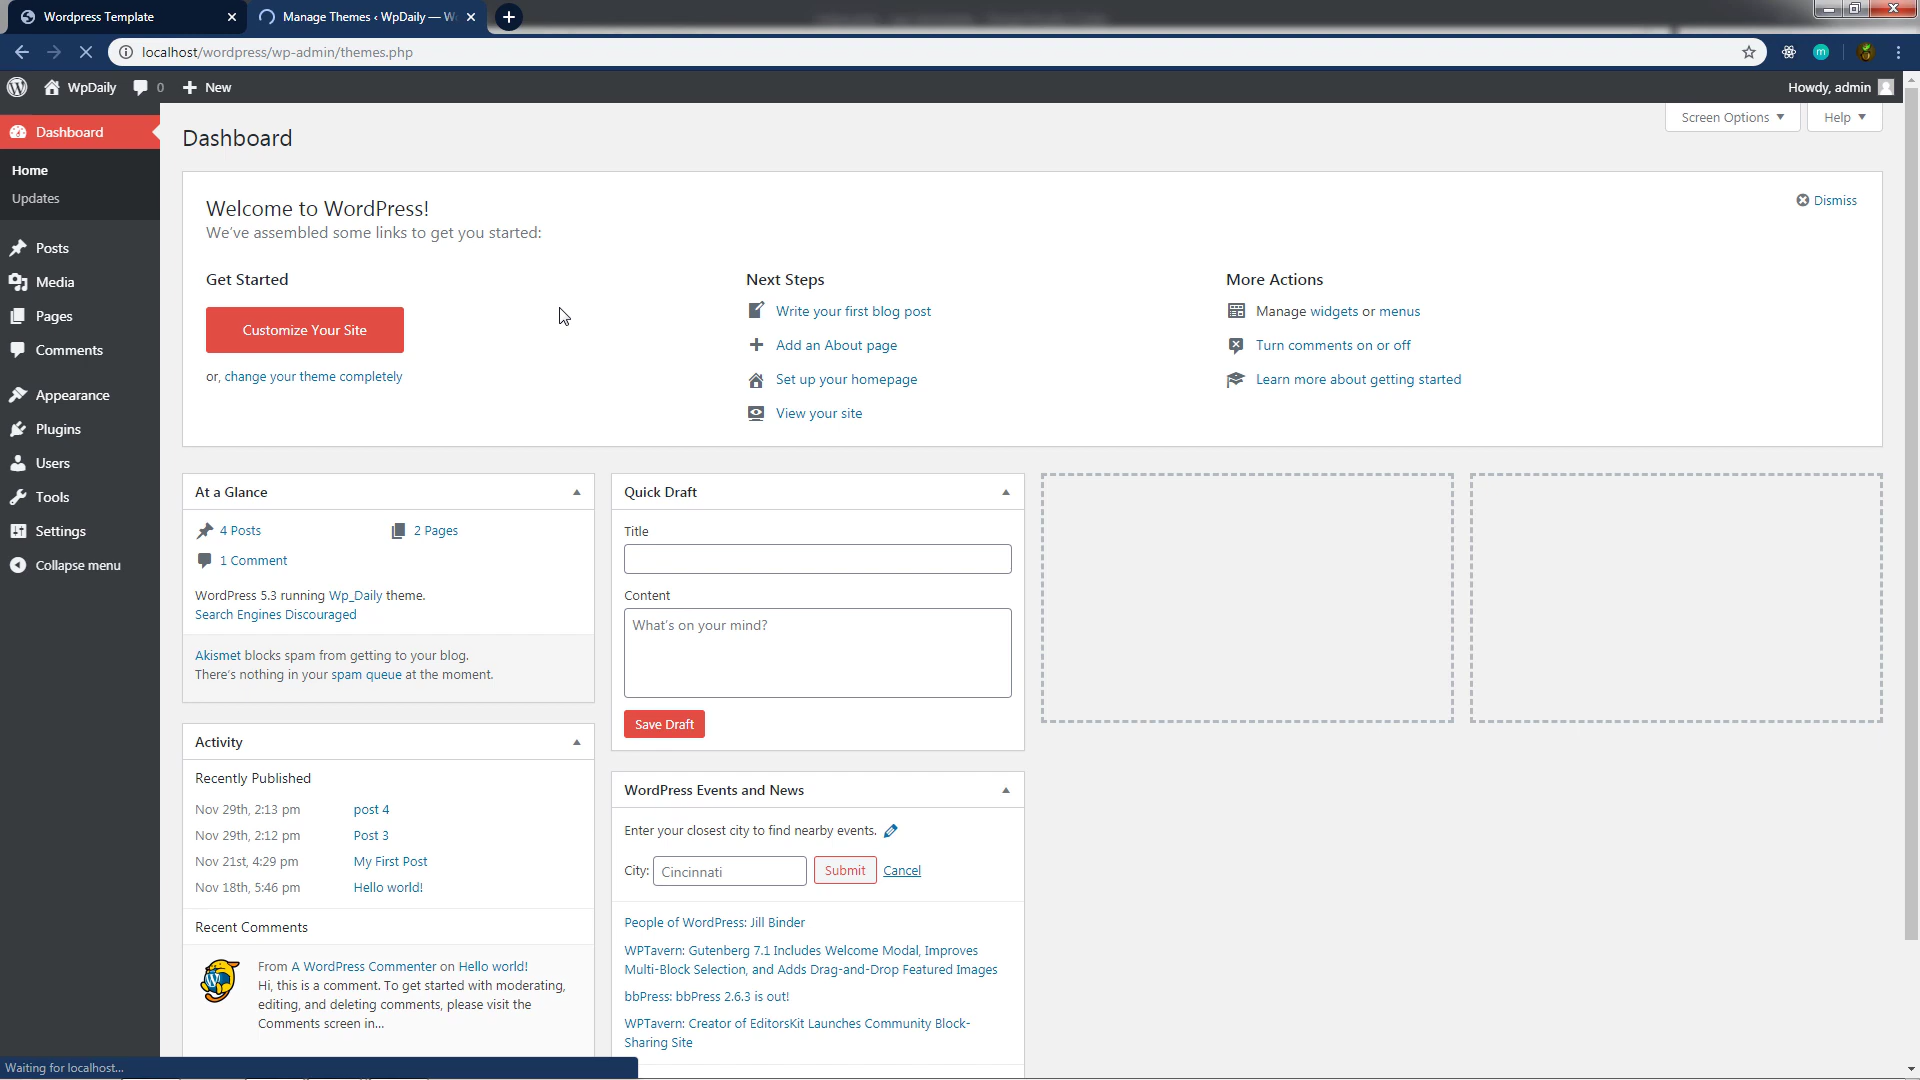 Wordpress Template
Manage Themes ‹ WpDaily — W
localhost/wordpress/wp-admin/themes.php
m
WpDaily
0
New
Howdy, admin
Dashboard
Home
Updates
Posts
Media
Pages
Comments
Appearance
Plugins
Users
Tools
Settings
Collapse menu
Dashboard
Screen Options
Help
Welcome to WordPress!
We've assembled some links to get you started:
Dismiss
Get Started
Customize Your Site
or, change your theme completely
Next Steps
Write your first blog post
Add an About page
Set up your homepage
View your site
More Actions
Manage widgets or menus
Turn comments on or off
Learn more about getting started
At a Glance
4 Posts
2 Pages
1 Comment
WordPress 5.3 running Wp_Daily theme.
Search Engines Discouraged
Akismet blocks spam from getting to your blog.
There's nothing in your spam queue at the moment.
Activity
Recently Published
Nov 29th, 2:13 pm post 4
Nov 29th, 2:12 pm Post 3
Nov 21st, 4:29 pm My First Post
Nov 18th, 5:46 pm Hello world!
Recent Comments
From A WordPress Commenter on Hello world!
Hi, this is a comment. To get started with moderating,
editing, and deleting comments, please visit the
Comments screen in...
Quick Draft
Title
Content
What's on your mind?
Save Draft
WordPress Events and News
Enter your closest city to find nearby events.
City: Cincinnati Submit Cancel
People of WordPress: Jill Binder
WPTavern: Gutenberg 7.1 Includes Welcome Modal, Improves
Multi-Block Selection, and Adds Drag-and-Drop Featured Images
bbPress: bbPress 2.6.3 is out!
WPTavern: Creator of EditorsKit Launches Community Block-
Sharing Site
Waiting for localhost...